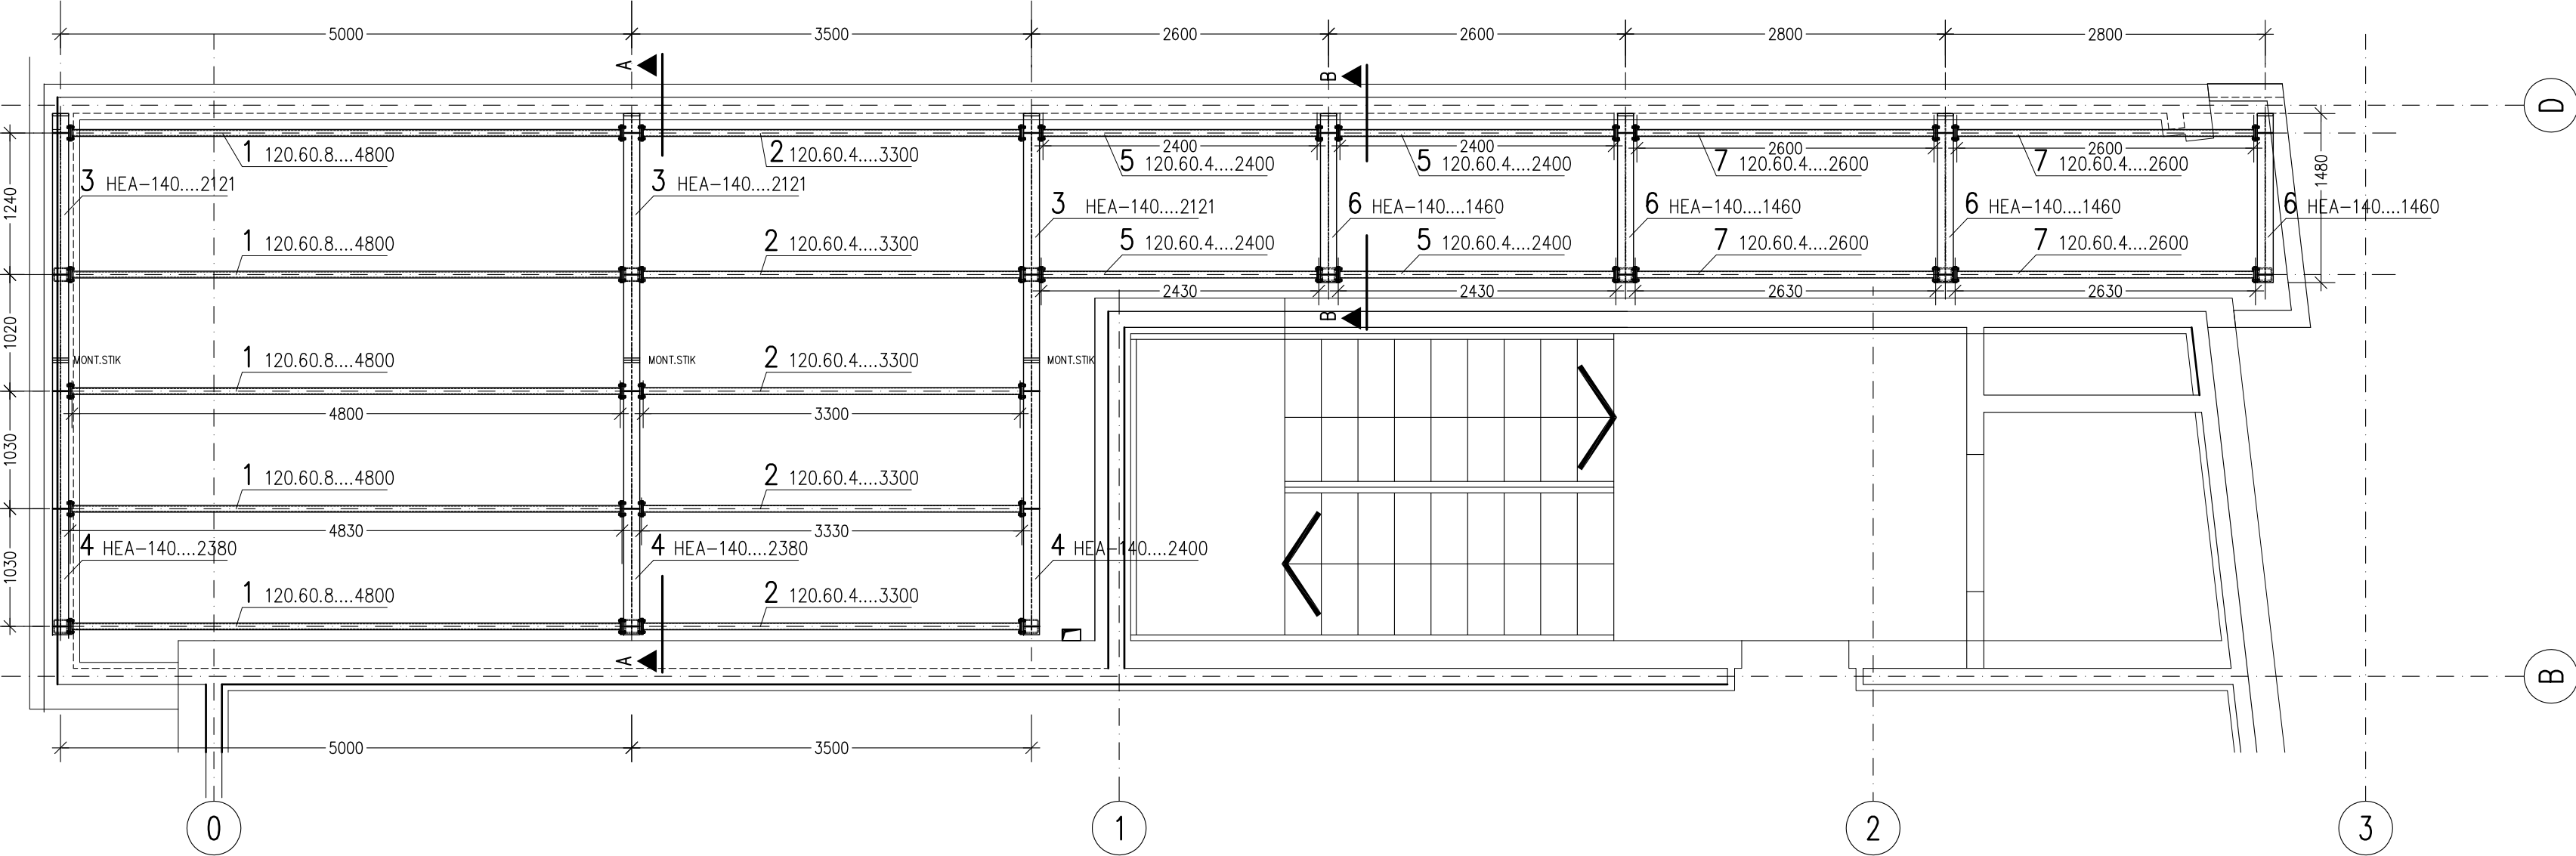 5000 3500 2600 2600 2800 2800
A
B
D
1 120.60.8....4800
2 120.60.4....3300
2400
5 120.60.4....2400
2400
5 120.60.4....2400
2600
7 120.60.4....2600
2600
7 120.60.4....2600
1480
1240
3 HEA-140....2121
3 HEA-140....2121
3 HEA-140....2121
6 HEA-140....1460
6 HEA-140....1460
6 HEA-140....1460
6 HEA-140....1460
1 120.60.8....4800
2 120.60.4....3300
5 120.60.4....2400
5 120.60.4....2400
7 120.60.4....2600
7 120.60.4....2600
2430 2430 2630 2630
B
1020
MONT.STIK
MONT.STIK
MONT.STIK
1 120.60.8....4800
2 120.60.4....3300
4800 3300
1030
1 120.60.8....4800
2 120.60.4....3300
4830 3330
4 HEA-140....2380
4 HEA-140....2380
4 HEA-140....2400
1030
1 120.60.8....4800
2 120.60.4....3300
A
B
5000 3500
0 1 2 3